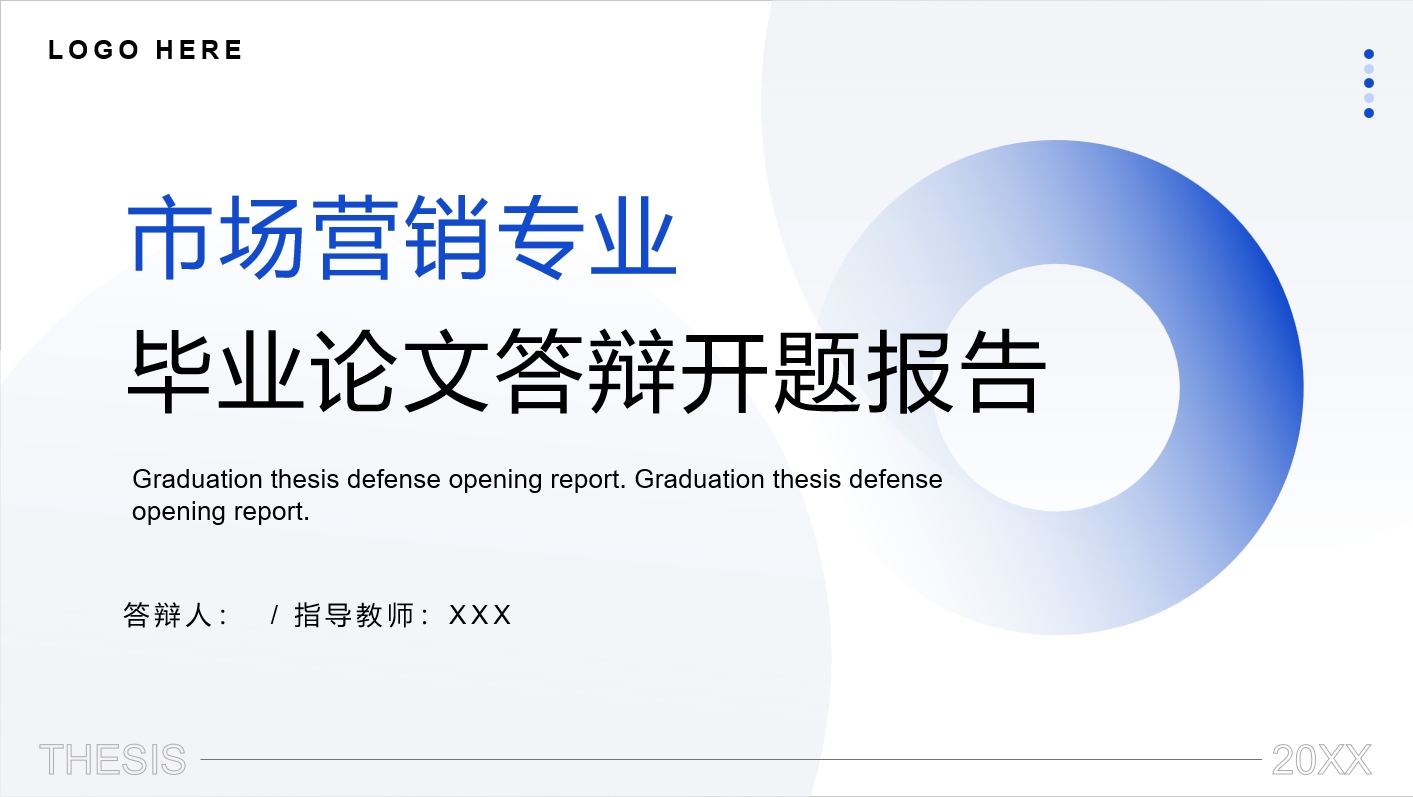 LOGO HERE
市场营销专业
毕业论文答辩开题报告
Graduation thesis defense opening report. Graduation thesis defense
opening report.
答辩人： / 指导教师：XXX
THESIS
20XX